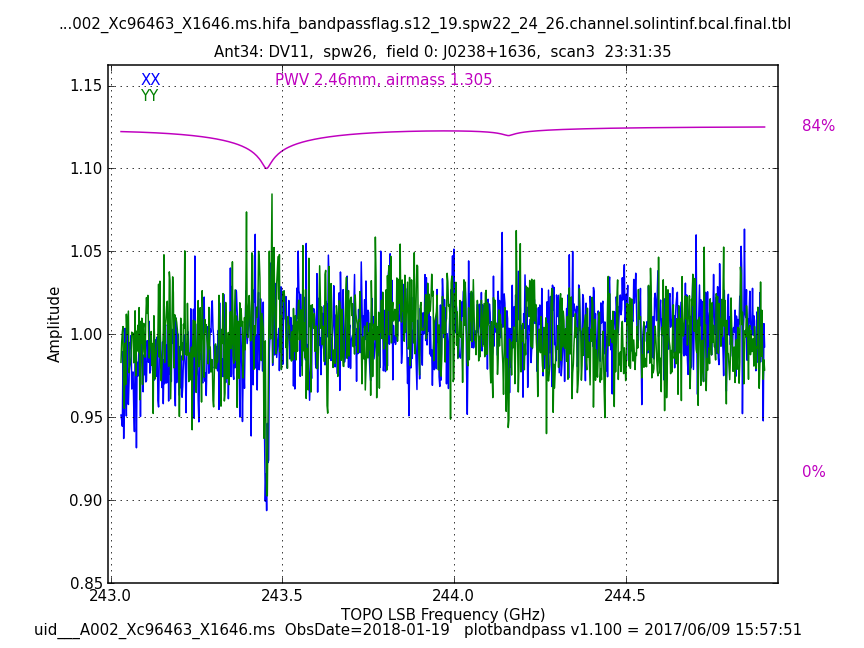 ...002_Xc96463_X1646.ms.hifa_bandpassflag.s12_19.spw22_24_26.channel.solintinf.bcal.final.tbl
Ant34: DV11, spw26, field 0: J0238+1636, scan3 23:31:35
XX
YY
PWV 2.46mm, airmass 1.305
84%
0%
1.15
1.10
1.05
1.00
0.95
0.90
0.85
Amplitude
243.0 243.5 244.0 244.5
TOPO LSB Frequency (GHz)
uid___A002_Xc96463_X1646.ms ObsDate=2018-01-19 plotbandpass v1.100 = 2017/06/09 15:57:51